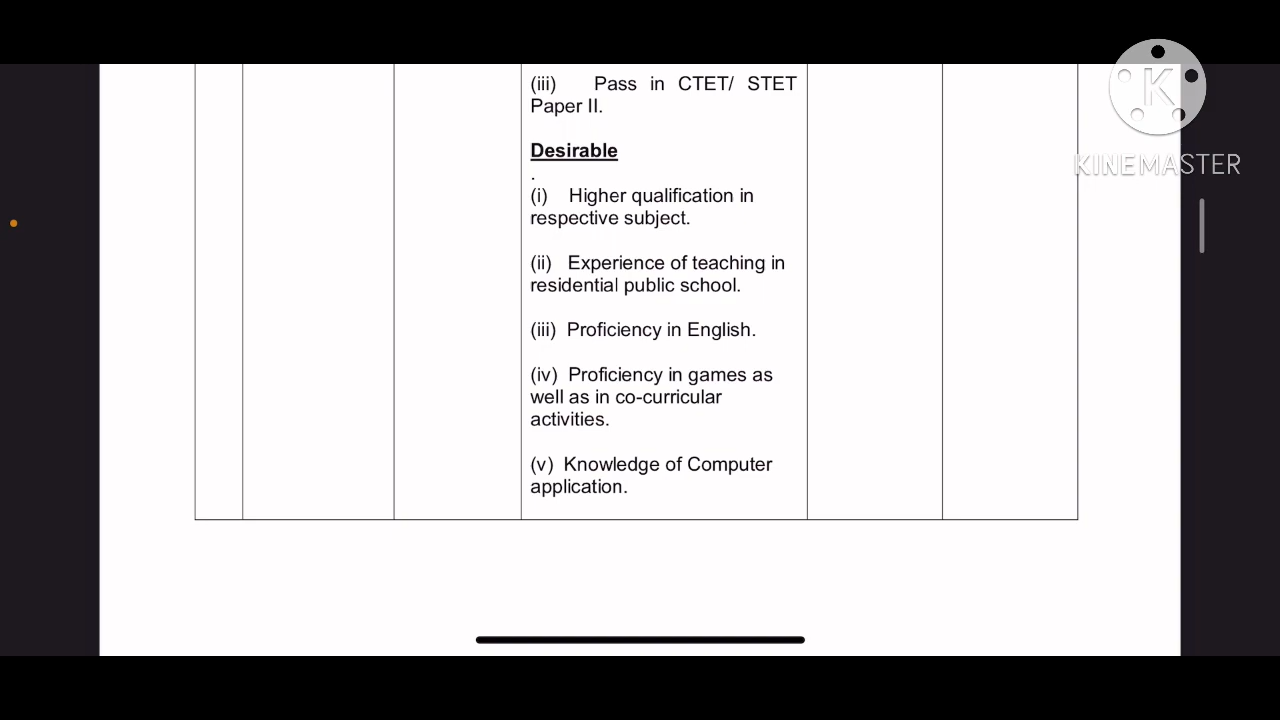 (iii) Pass in CTET/ STET
Paper II.
Desirable
.
(i) Higher qualification in
respective subject.
(ii) Experience of teaching in
residential public school.
(iii) Proficiency in English.
(iv) Proficiency in games as
well as in co-curricular
activities.
(v) Knowledge of Computer
application.
K
KINEMASTER